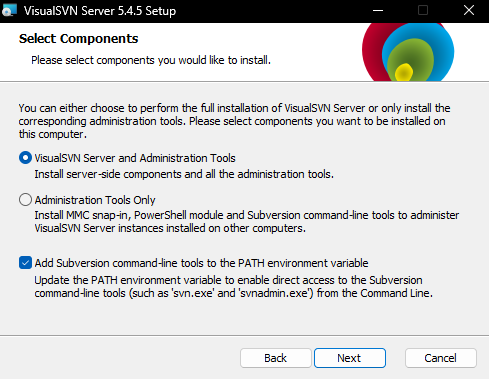 VisualSVN Server 5.4.5 Setup
Select Components
Please select components you would like to install.
You can either choose to perform the full installation of VisualSVN Server or only install the
corresponding administration tools. Please select components you want to be installed on
this computer.
VisualSVN Server and Administration Tools
Install server-side components and all the administration tools.
Administration Tools Only
Install MMC snap-in, PowerShell module and Subversion command-line tools to administer
VisualSVN Server instances installed on other computers.
Add Subversion command-line tools to the PATH environment variable
Update the PATH environment variable to enable direct access to the Subversion
command-line tools (such as 'svn.exe' and 'svnadmin.exe') from the Command Line.
Back Next Cancel